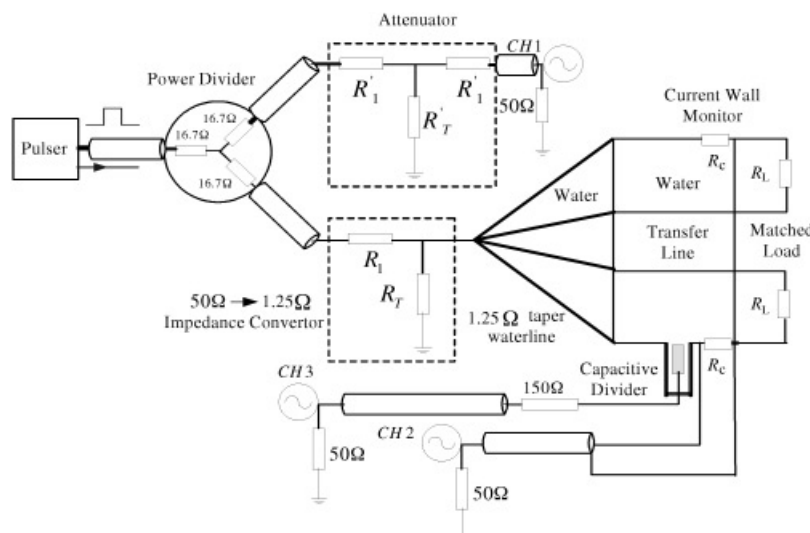 Attenuator
CH1
Power Divider
R'1
R'1
50Ω
Current Wall
Monitor
16.7Ω
16.7Ω
Pulser
R'T
Rc
RL
16.7Ω
Water
Water
Transfer
Line
Matched
Load
R1
RT
50Ω → 1.25Ω
Impedance Convertor
1.25Ω taper
waterline
RL
Capacitive
Divider
Rc
CH3
150Ω
CH2
50Ω
50Ω